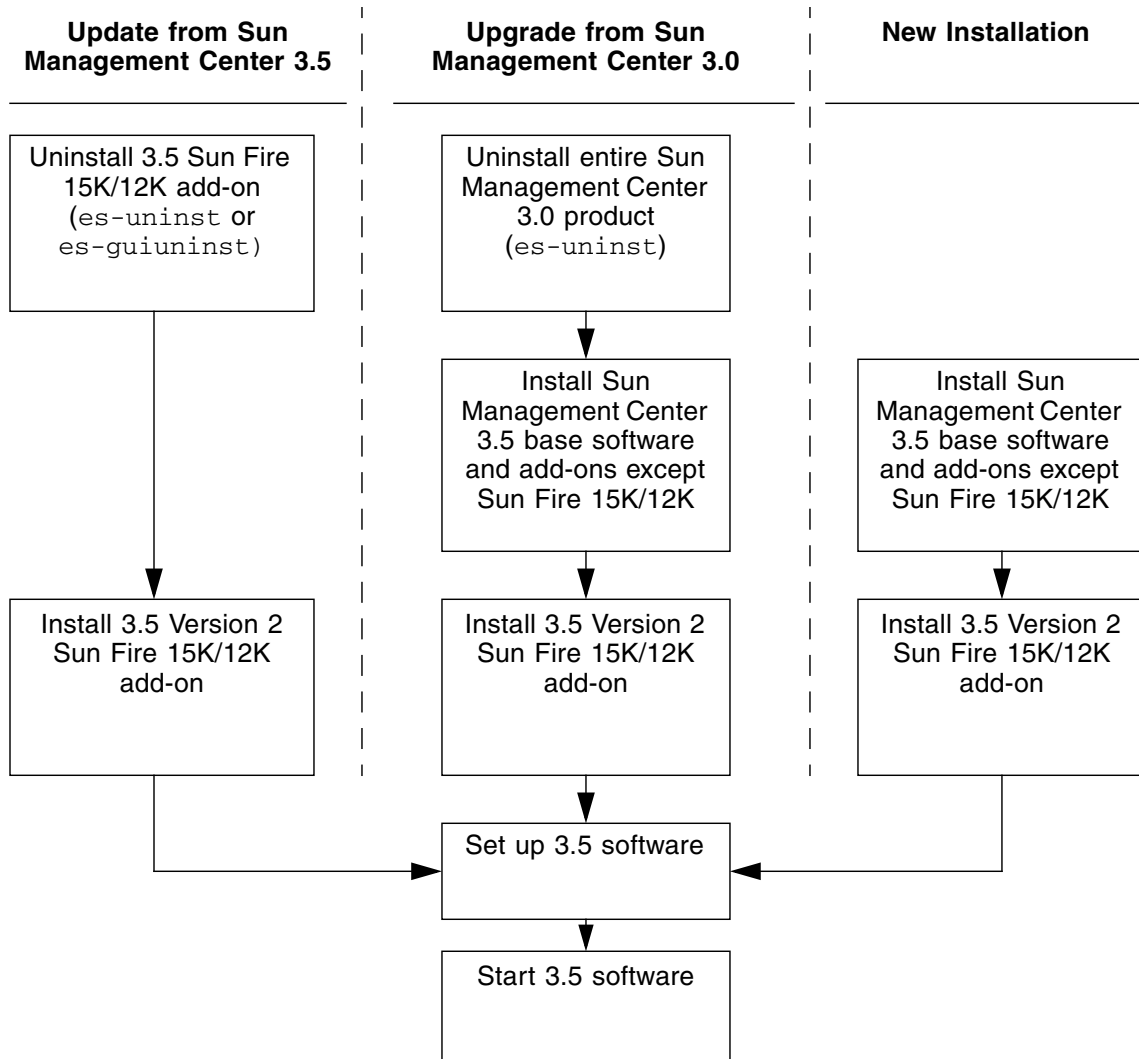 Update from Sun
Management Center 3.5
Upgrade from Sun
Management Center 3.0
New Installation
Uninstall 3.5 Sun Fire
15K/12K add-on
(es-uninst or
es-guiuninst)
Uninstall entire Sun
Management Center
3.0 product
(es-uninst)
Install Sun
Management Center
3.5 base software
and add-ons except
Sun Fire 15K/12K
Install Sun
Management Center
3.5 base software
and add-ons except
Sun Fire 15K/12K
Install 3.5 Version 2
Sun Fire 15K/12K
add-on
Install 3.5 Version 2
Sun Fire 15K/12K
add-on
Install 3.5 Version 2
Sun Fire 15K/12K
add-on
Set up 3.5 software
Start 3.5 software